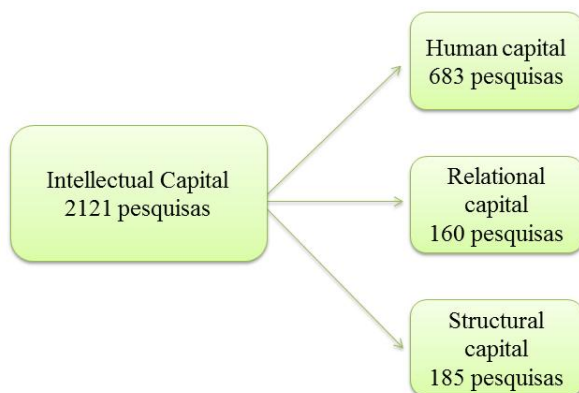 Intellectual Capital
2121 pesquisas
Human capital
683 pesquisas
Relational
capital
160 pesquisas
Structural
capital
185 pesquisas